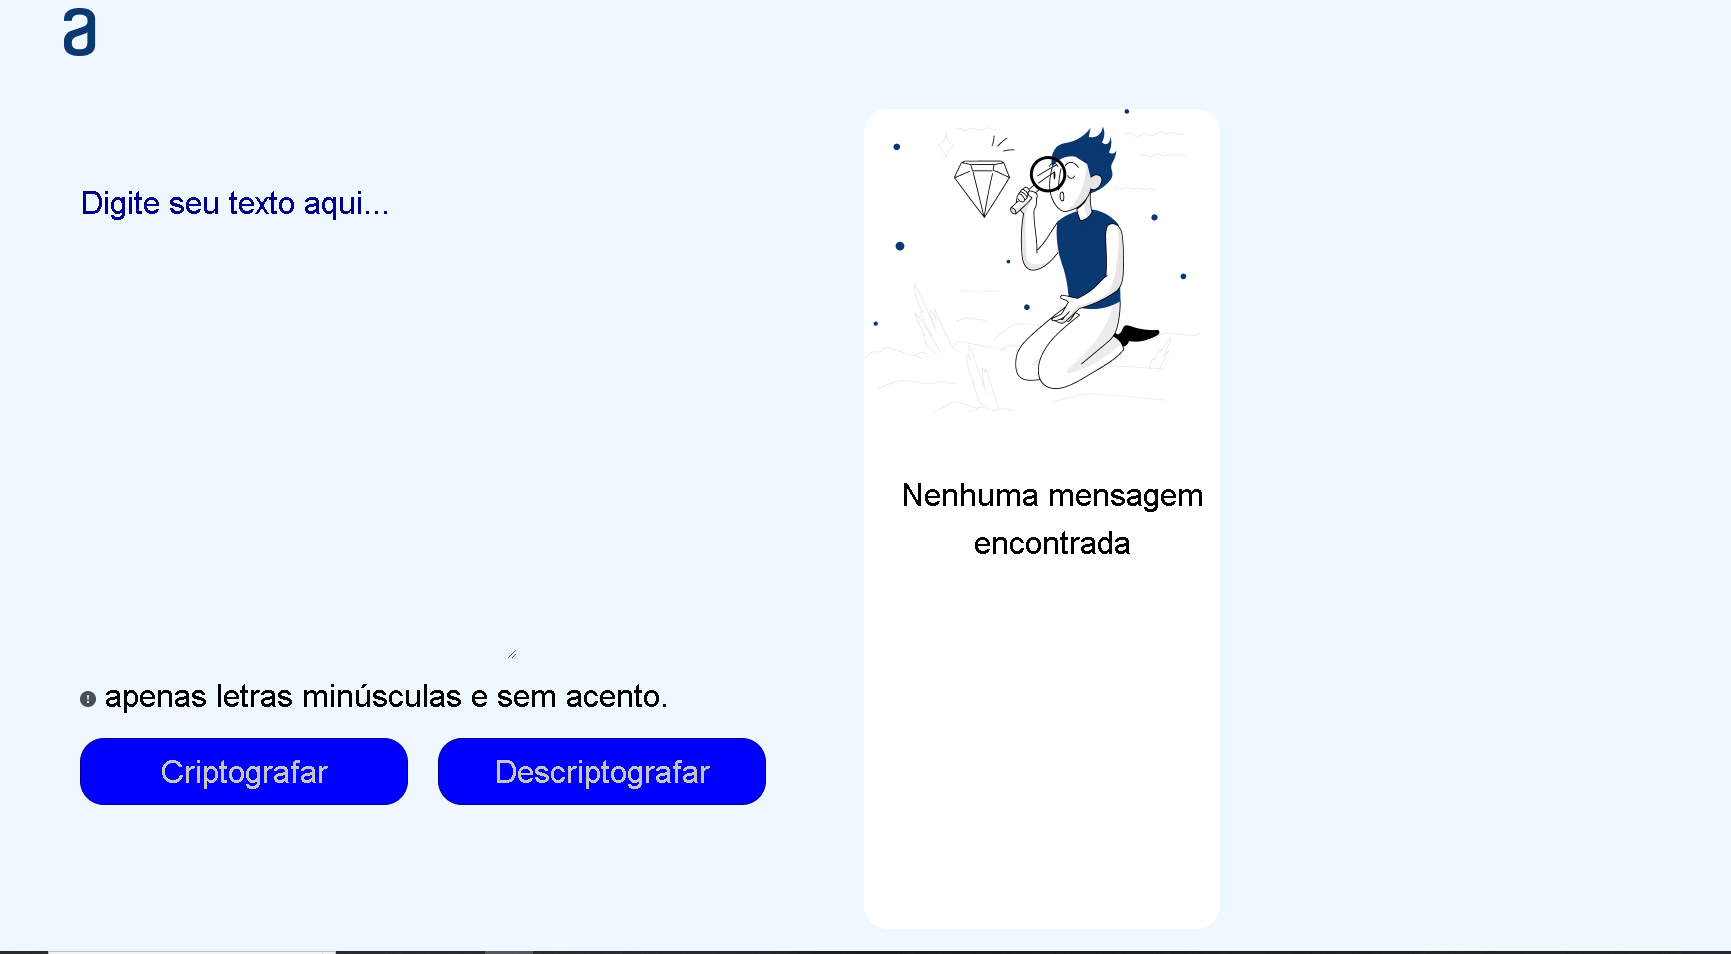 a
Digite seu texto aqui...
apenas letras minúsculas e sem acento.
Criptografar
Descriptografar
Nenhuma mensagem
encontrada